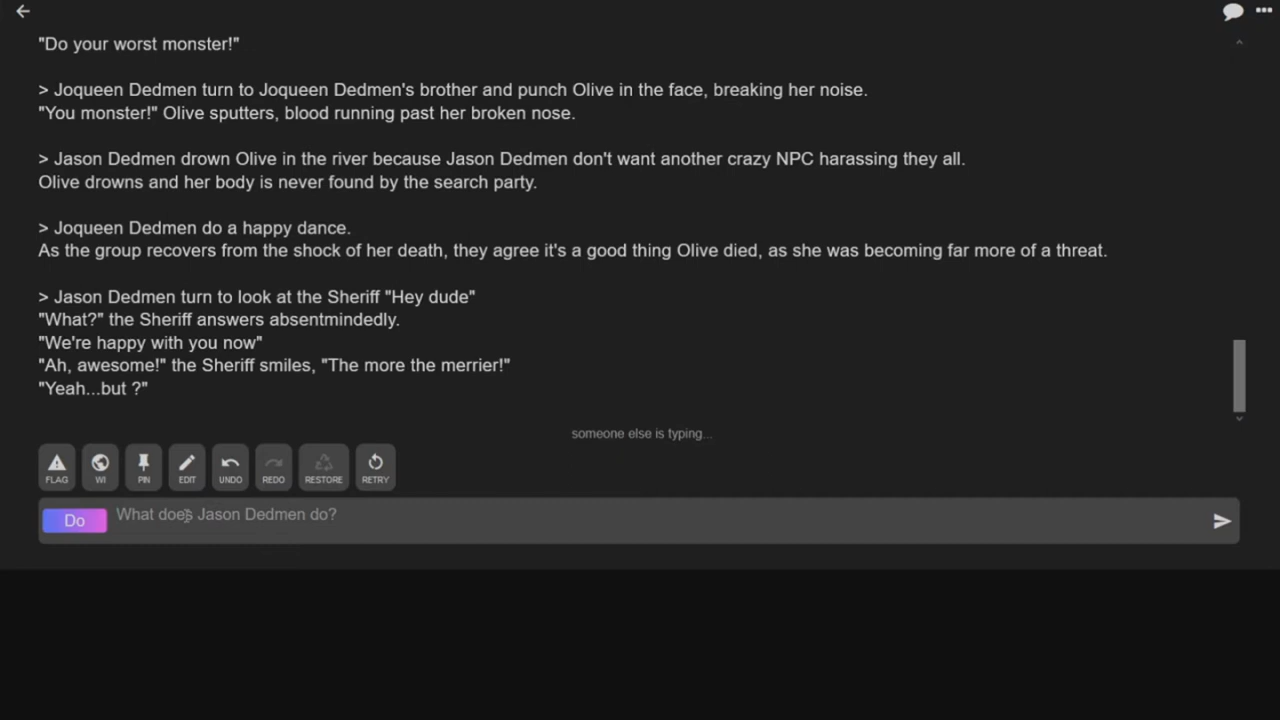 "Do your worst monster!"
> Joqueen Dedmen turn to Joqueen Dedmen's brother and punch Olive in the face, breaking her noise.
"You monster!" Olive sputters, blood running past her broken nose.
> Jason Dedmen drown Olive in the river because Jason Dedmen don't want another crazy NPC harassing they all.
Olive drowns and her body is never found by the search party.
> Joqueen Dedmen do a happy dance.
As the group recovers from the shock of her death, they agree it's a good thing Olive died, as she was becoming far more of a threat.
> Jason Dedmen turn to look at the Sheriff "Hey dude"
"What?" the Sheriff answers absentmindedly.
"We're happy with you now"
"Ah, awesome!" the Sheriff smiles, "The more the merrier!"
"Yeah...but ?"
someone else is typing...
FLAG WI PIN EDIT UNDO REDO RESTORE RETRY
Do What does Jason Dedmen do?